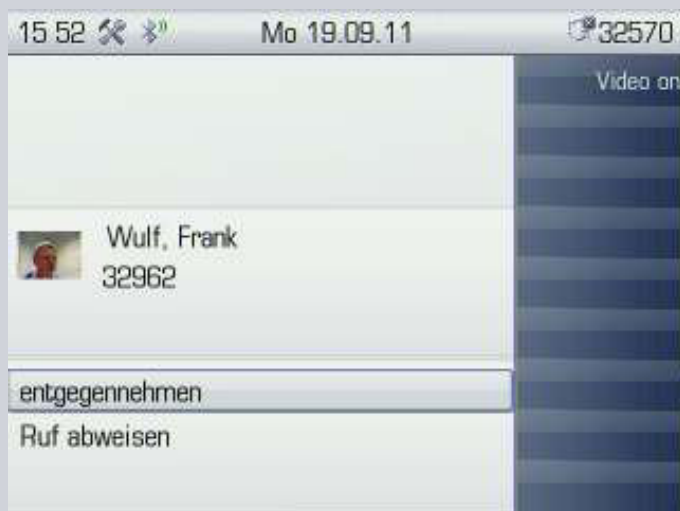 15 52 Mo 19.09.11 32570
Video on
Wulf, Frank
32962
entgegennehmen
Ruf abweisen